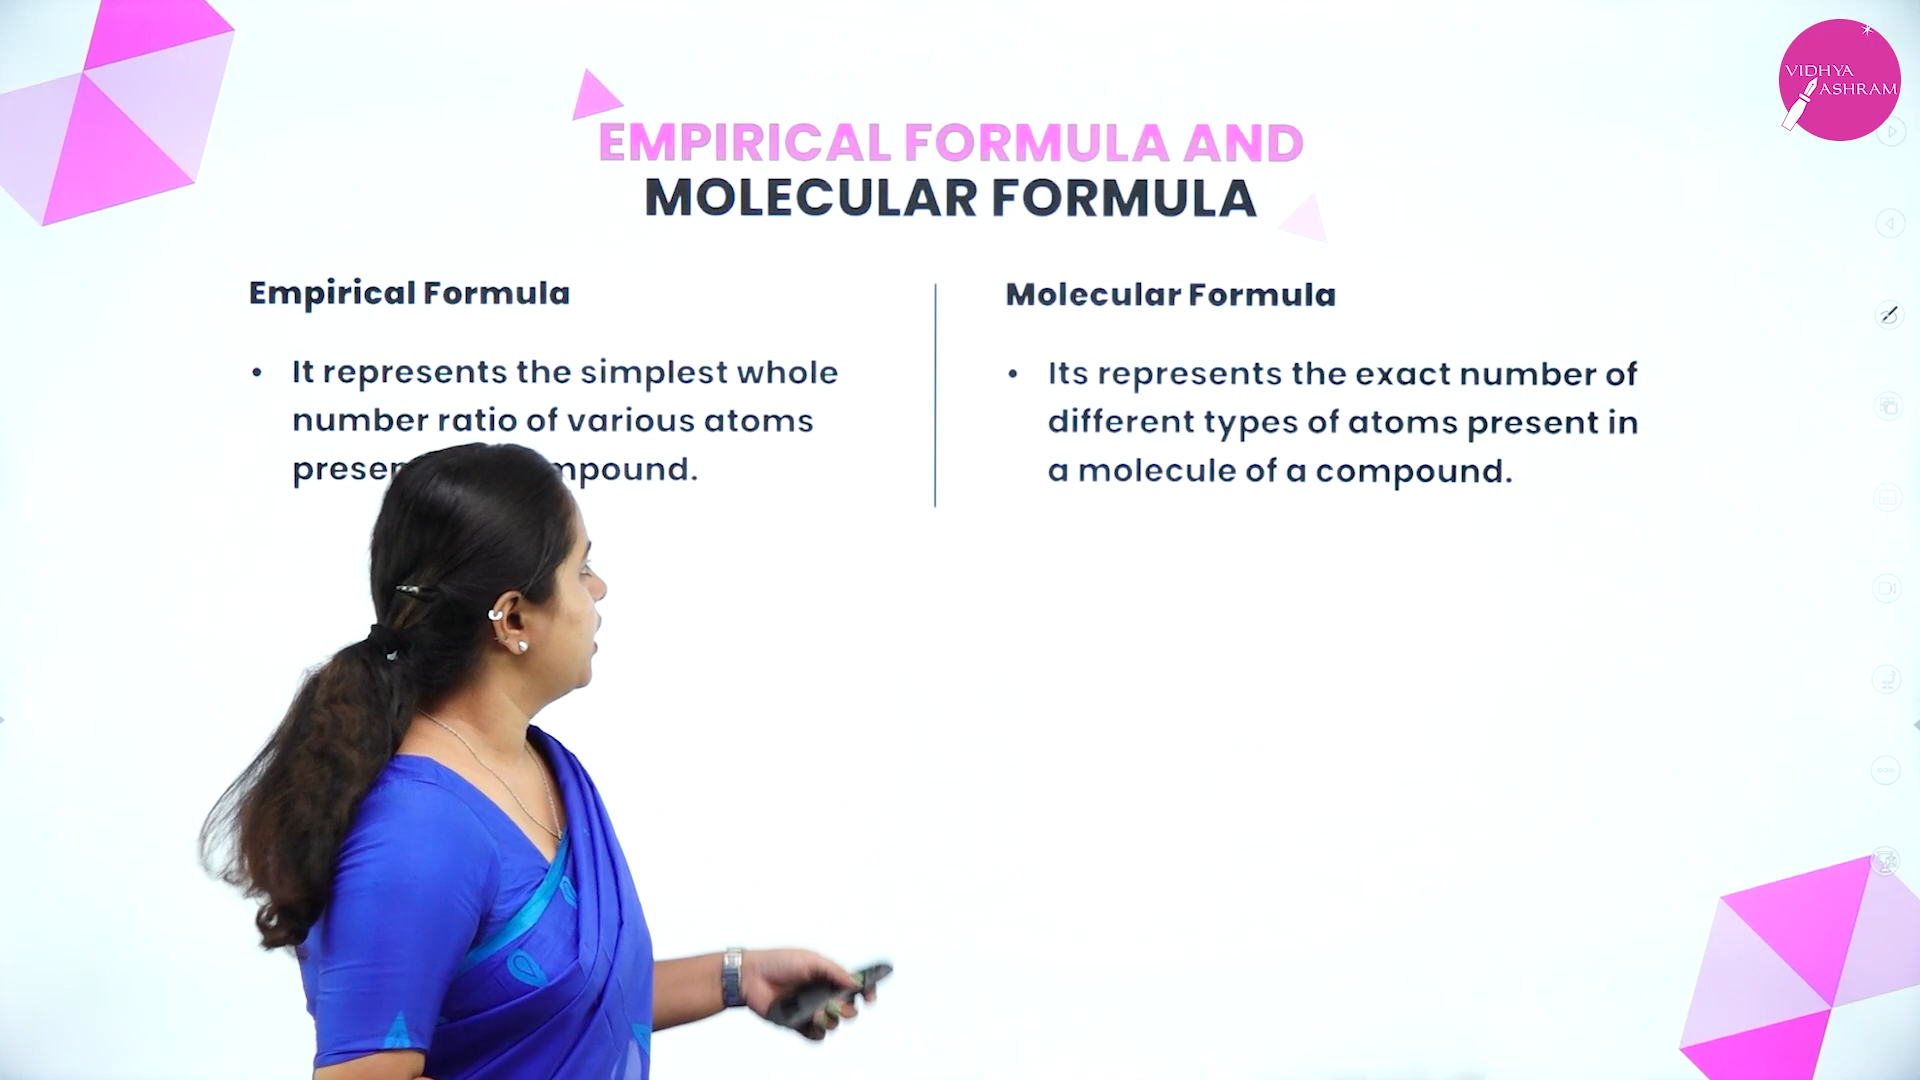 VIDHYA
ASHRAM
EMPIRICAL FORMULA AND
MOLECULAR FORMULA
Empirical Formula
• It represents the simplest whole
number ratio of various atoms
compound.
Molecular Formula
• Its represents the exact number of
different types of atoms present in
a molecule of a compound.